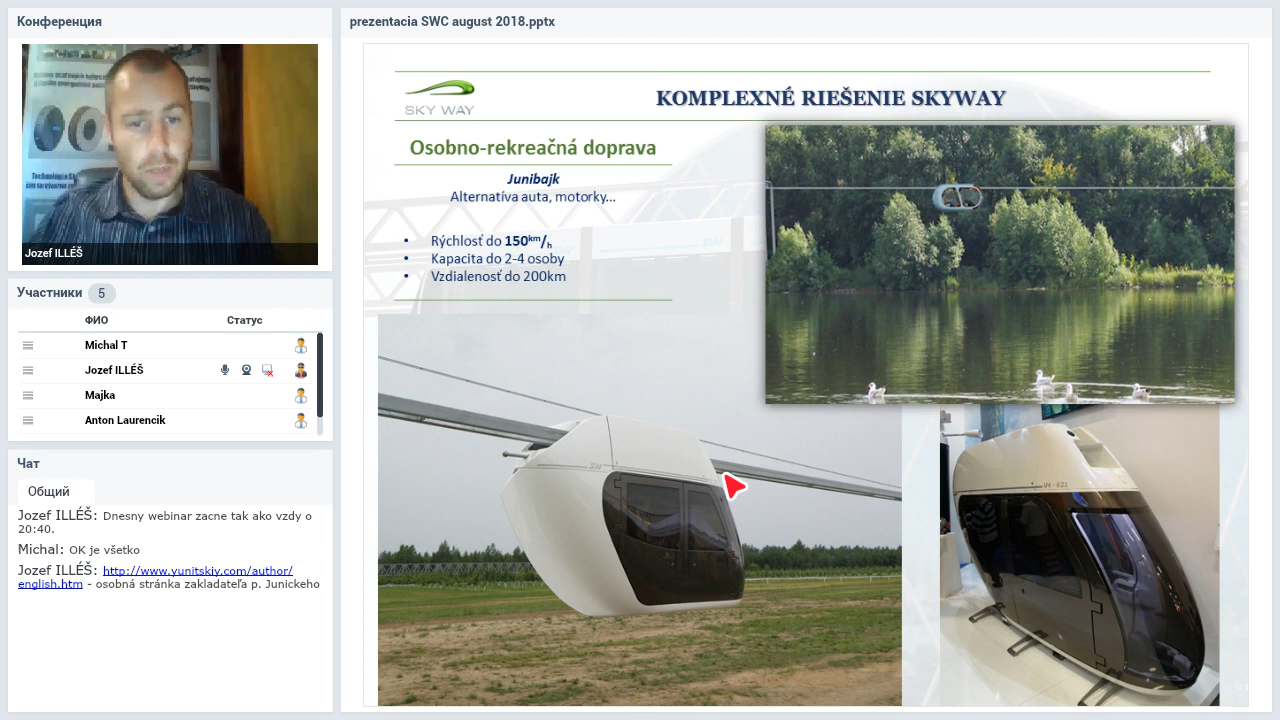 Конференция
Jozef ILLÉŠ
Участники 5
ФИО Статус
Michal T
Jozef ILLÉŠ
Majka
Anton Laurencik
Чат
Общий
Jozef ILLÉŠ: Dnesny webinar zacne tak ako vzdy o
20:40.
Michal: OK je všetko
Jozef ILLÉŠ: http://www.yunitskiy.com/author/
english.htm - osobná stránka zakladateľa p. Junickeho
prezentacia SWC august 2018.pptx
SKY WAY
KOMPLEXNÉ RIEŠENIE SKYWAY
Osobno-rekreačná doprava
Junibajk
Alternatíva auta, motorky...
• Rýchlosť do 150km/h
• Kapacita do 2-4 osoby
• Vzdialenosť do 200km
SW